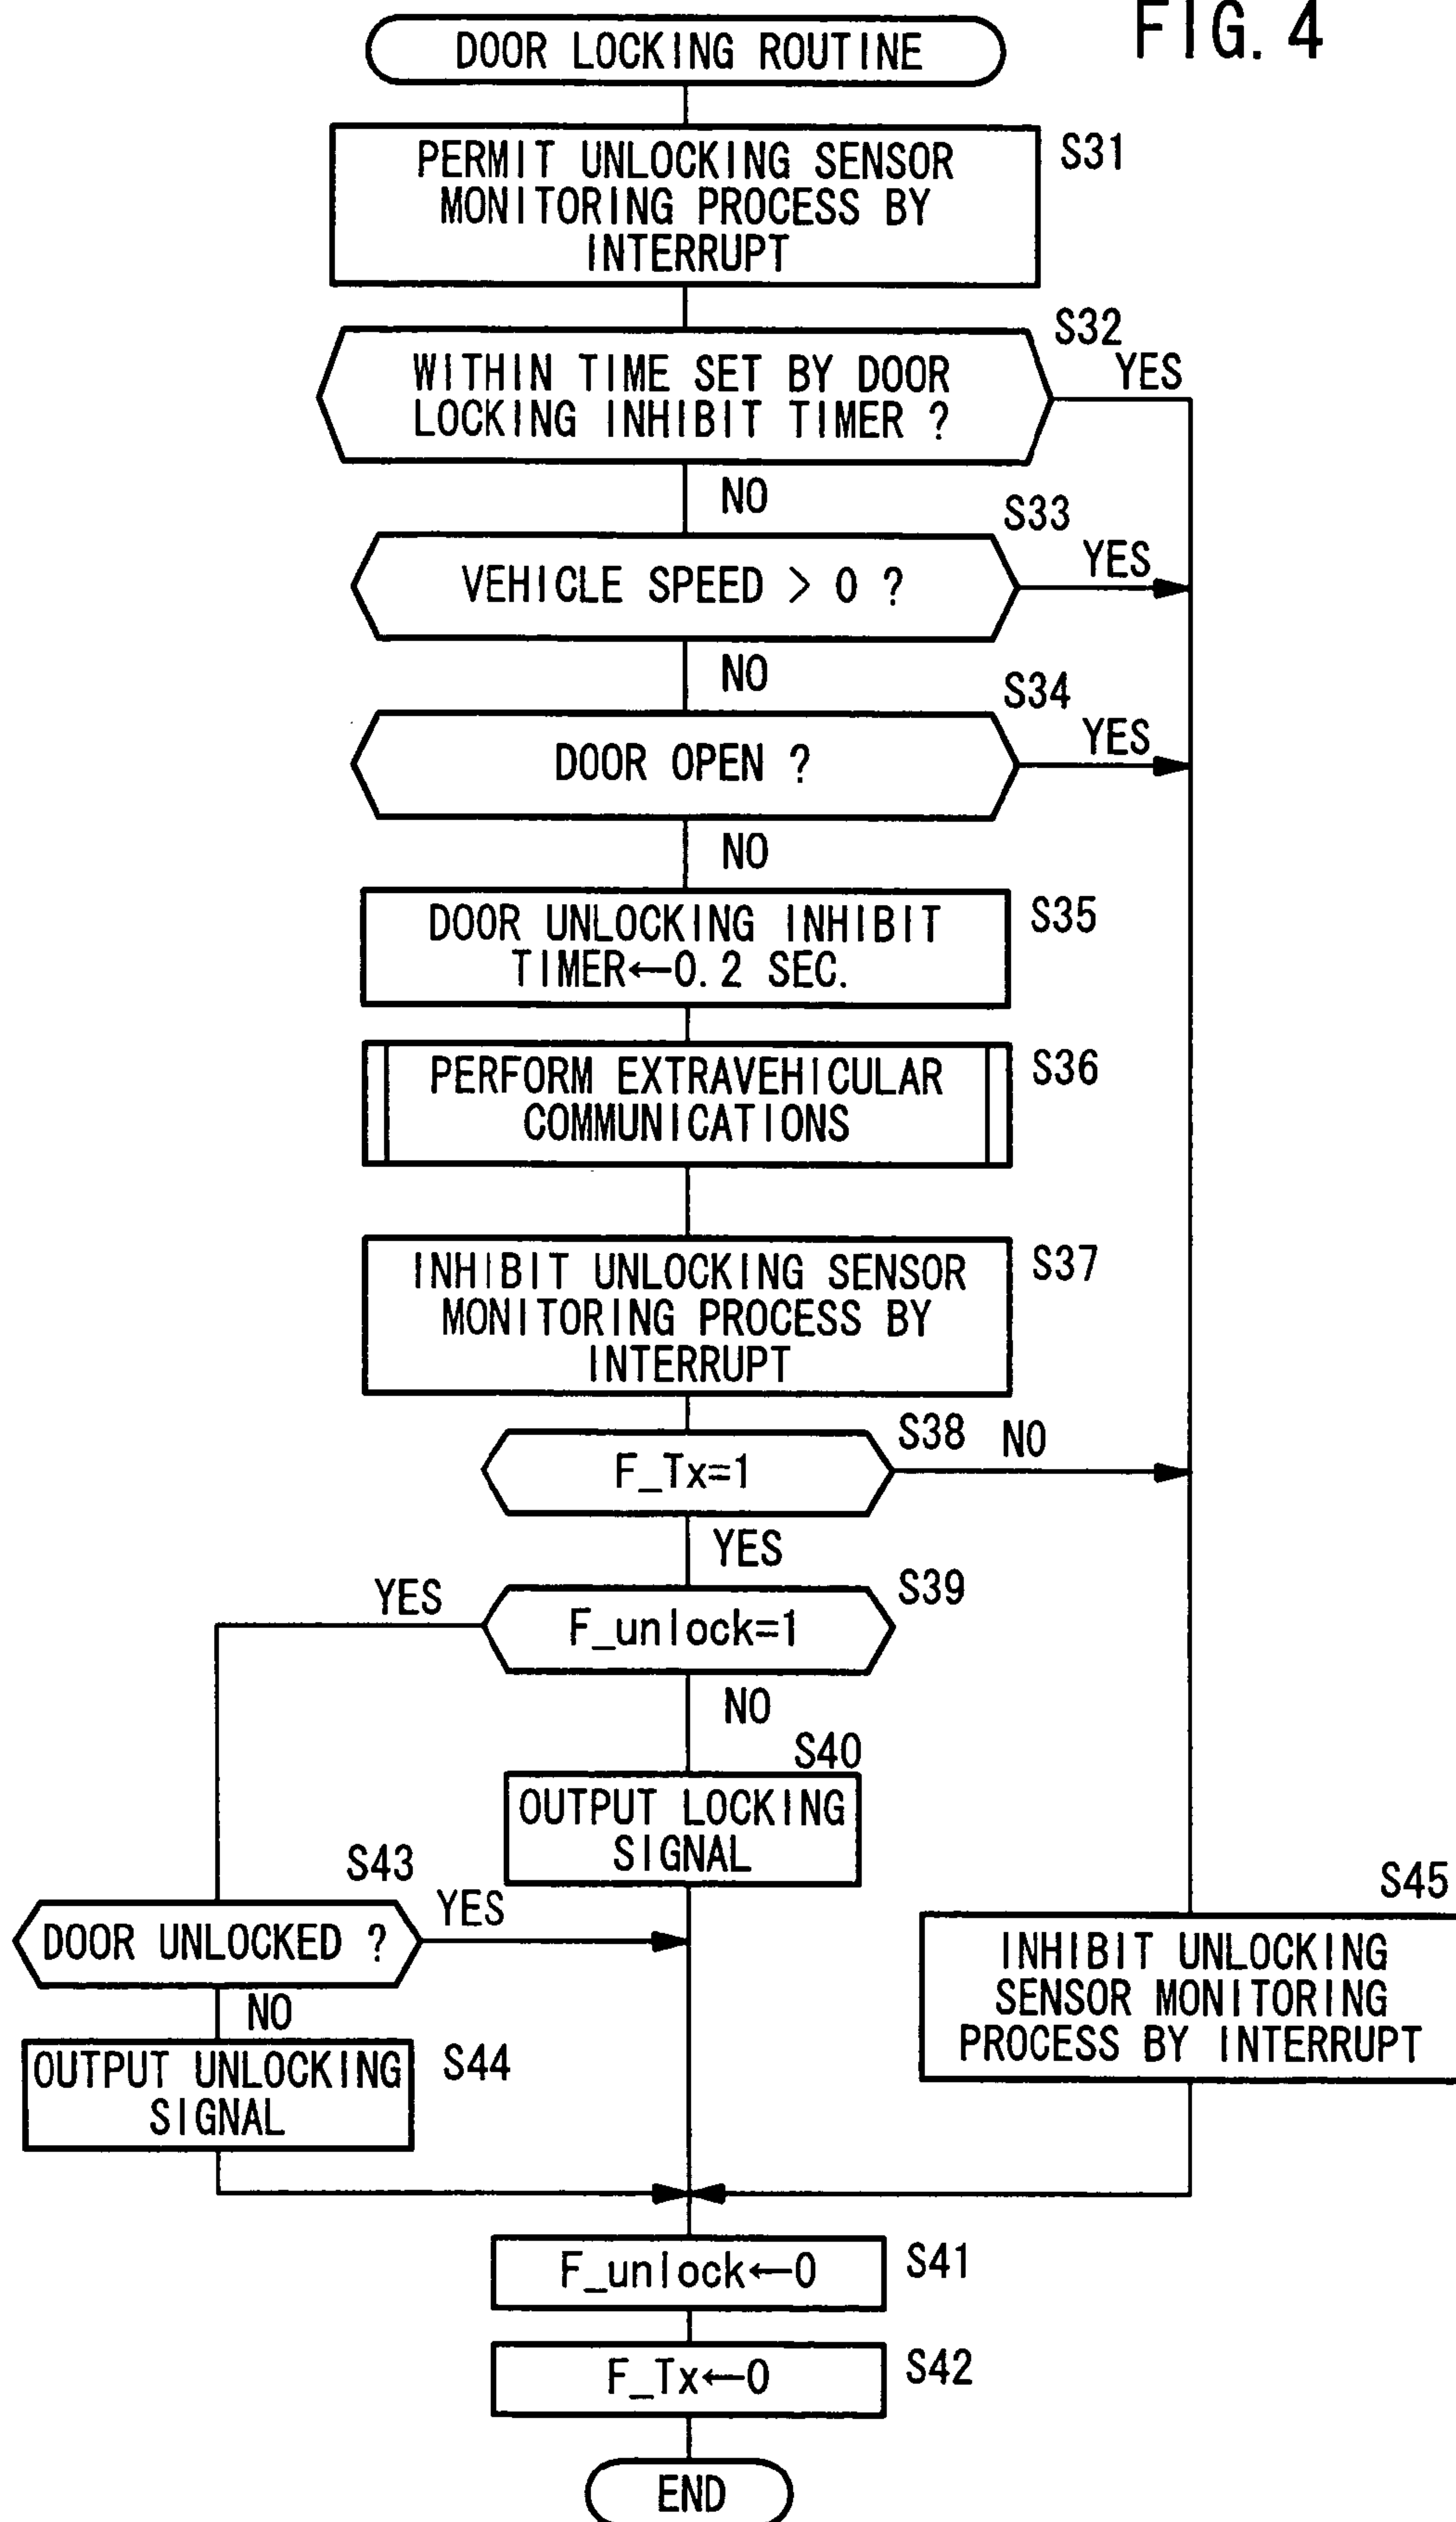 FIG. 4
DOOR LOCKING ROUTINE
PERMIT UNLOCKING SENSOR
MONITORING PROCESS BY
INTERRUPT
S31
WITHIN TIME SET BY DOOR
LOCKING INHIBIT TIMER ?
S32
YES
NO
VEHICLE SPEED > 0 ?
S33
YES
NO
DOOR OPEN ?
S34
YES
NO
DOOR UNLOCKING INHIBIT
TIMER←0.2 SEC.
S35
PERFORM EXTRAVEHICULAR
COMMUNICATIONS
S36
INHIBIT UNLOCKING SENSOR
MONITORING PROCESS BY
INTERRUPT
S37
F_Tx=1
S38
NO
YES
F_unlock=1
S39
YES
NO
S40
OUTPUT LOCKING
SIGNAL
S43
DOOR UNLOCKED ?
YES
NO
OUTPUT UNLOCKING
SIGNAL
S44
S45
INHIBIT UNLOCKING
SENSOR MONITORING
PROCESS BY INTERRUPT
F_unlock←0
S41
F_Tx←0
S42
END